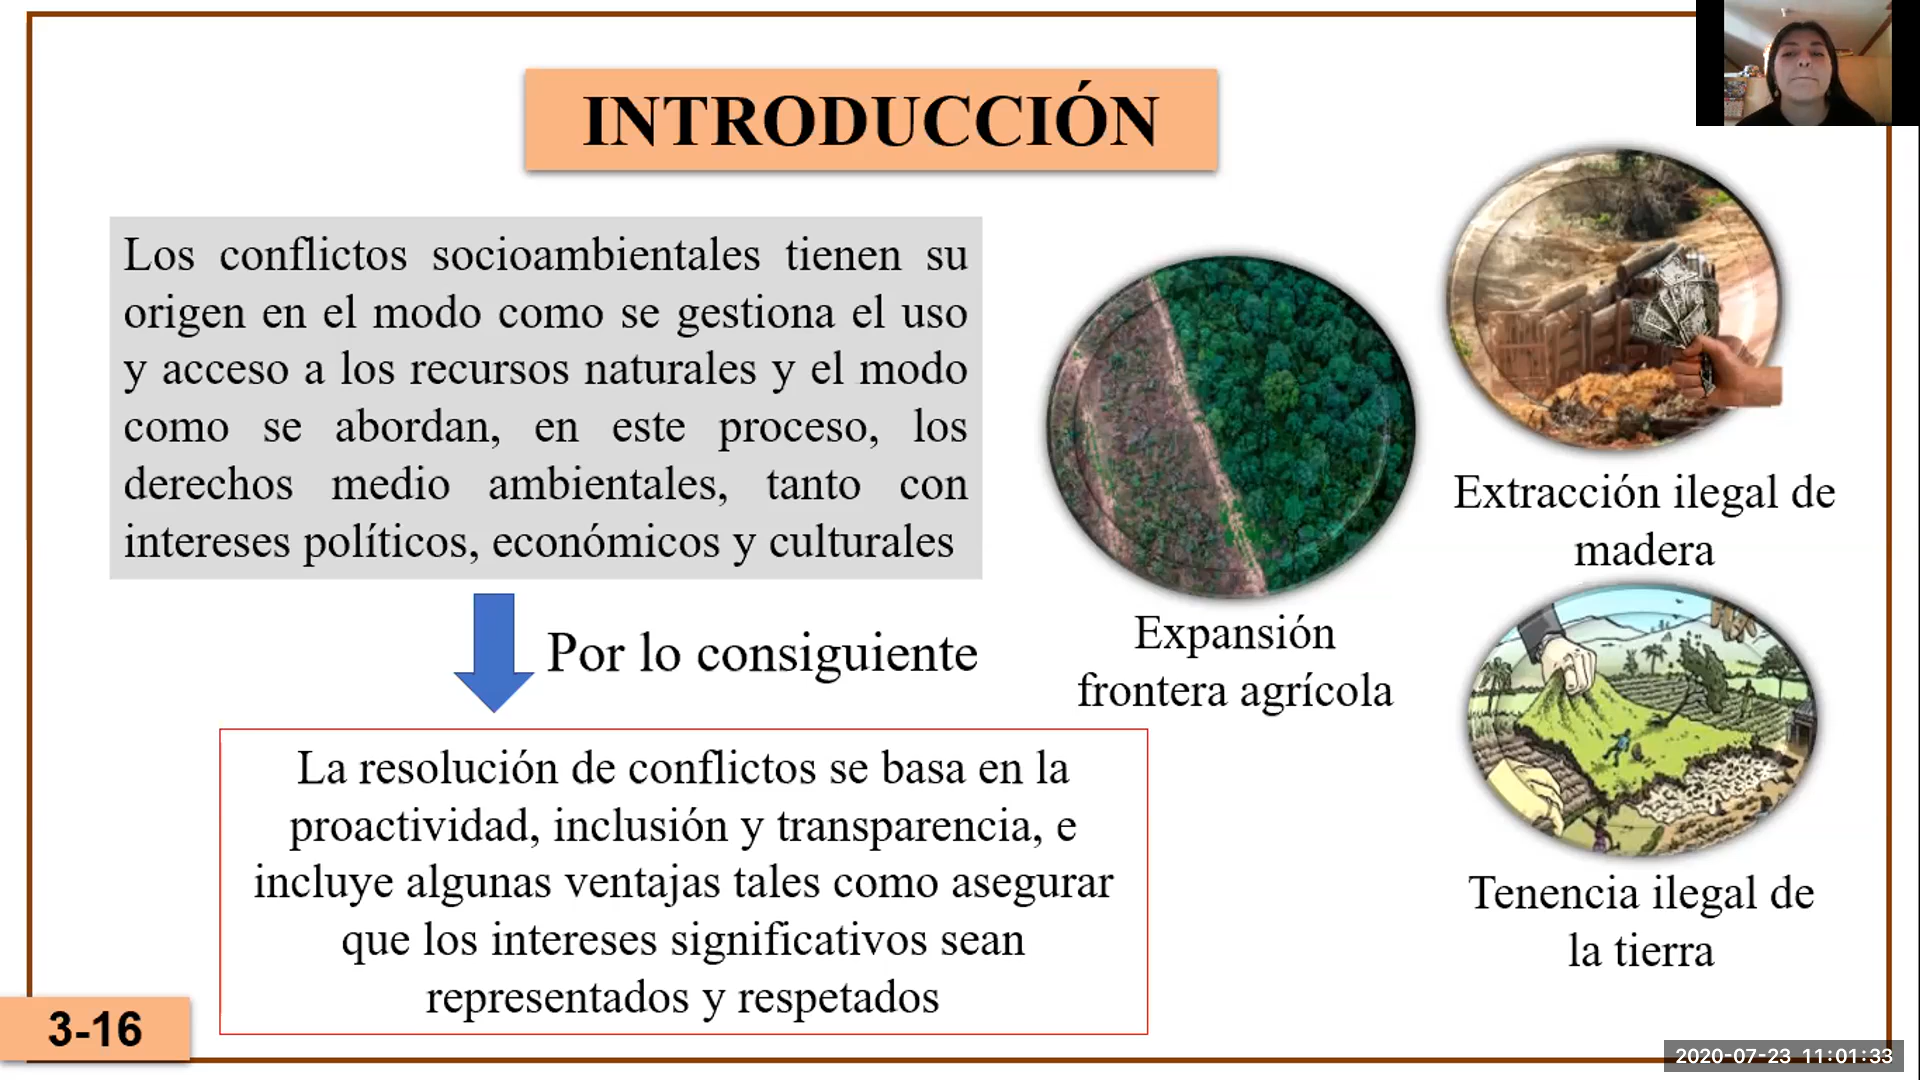 INTRODUCCIÓN
Los conflictos socioambientales tienen su
origen en el modo como se gestiona el uso
y acceso a los recursos naturales y el modo
como se abordan, en este proceso, los
derechos medio ambientales, tanto con
intereses políticos, económicos y culturales
Por lo consiguiente
La resolución de conflictos se basa en la
proactividad, inclusión y transparencia, e
incluye algunas ventajas tales como asegurar
que los intereses significativos sean
representados y respetados
Expansión
frontera agrícola
Extracción ilegal de
madera
Tenencia ilegal de
la tierra
3-16
2020-07-23 11:01:33